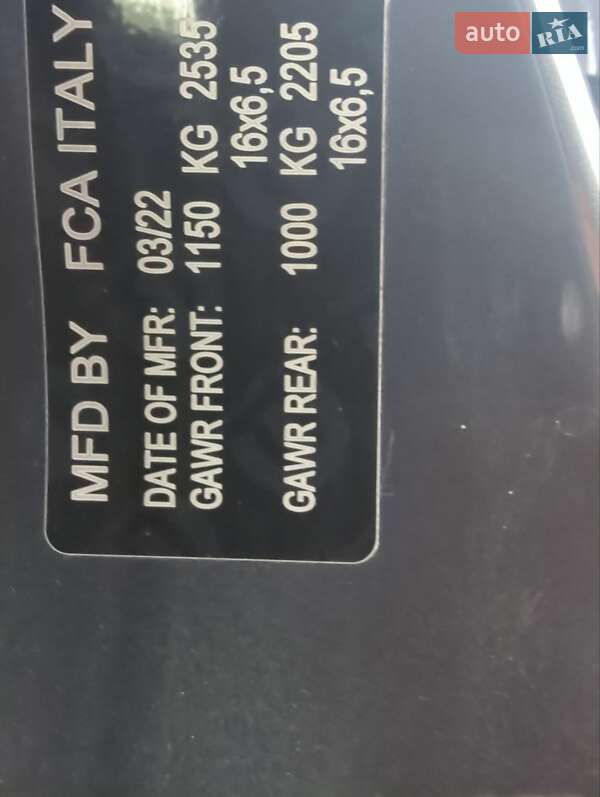 MFD BY FCA ITALY
DATE OF MFR: 03/22
GAWR FRONT: 1150 KG 2535
16x6,5
GAWR REAR: 1000 KG 2205
16x6,5
auto RIA .com